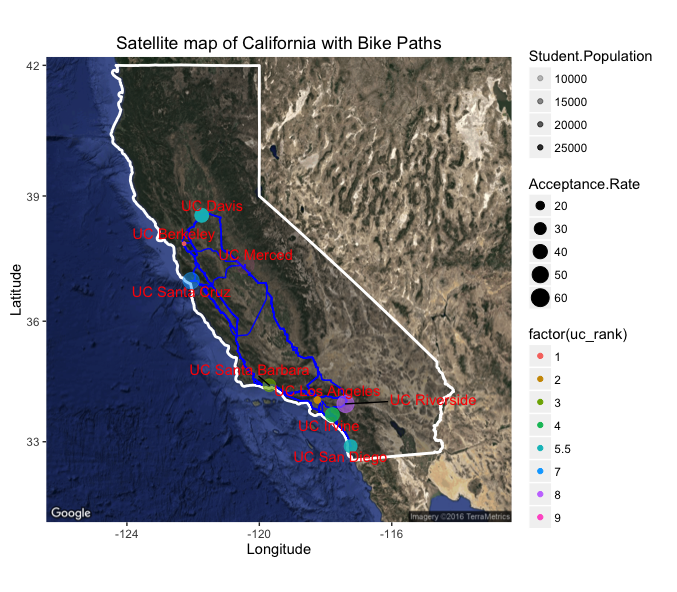 Satellite map of California with Bike Paths
42
39
36
33
Latitude
UC Davis
UC Berkeley
UC Merced
UC Santa Cruz
UC Santa Barbara
UC Los Angeles
UC Riverside
UC Irvine
UC San Diego
Google
Imagery ©2016 TerraMetrics
-124
-120
-116
Longitude
Student.Population
10000
15000
20000
25000
Acceptance.Rate
20
30
40
50
60
factor(uc_rank)
1
2
3
4
5.5
7
8
9